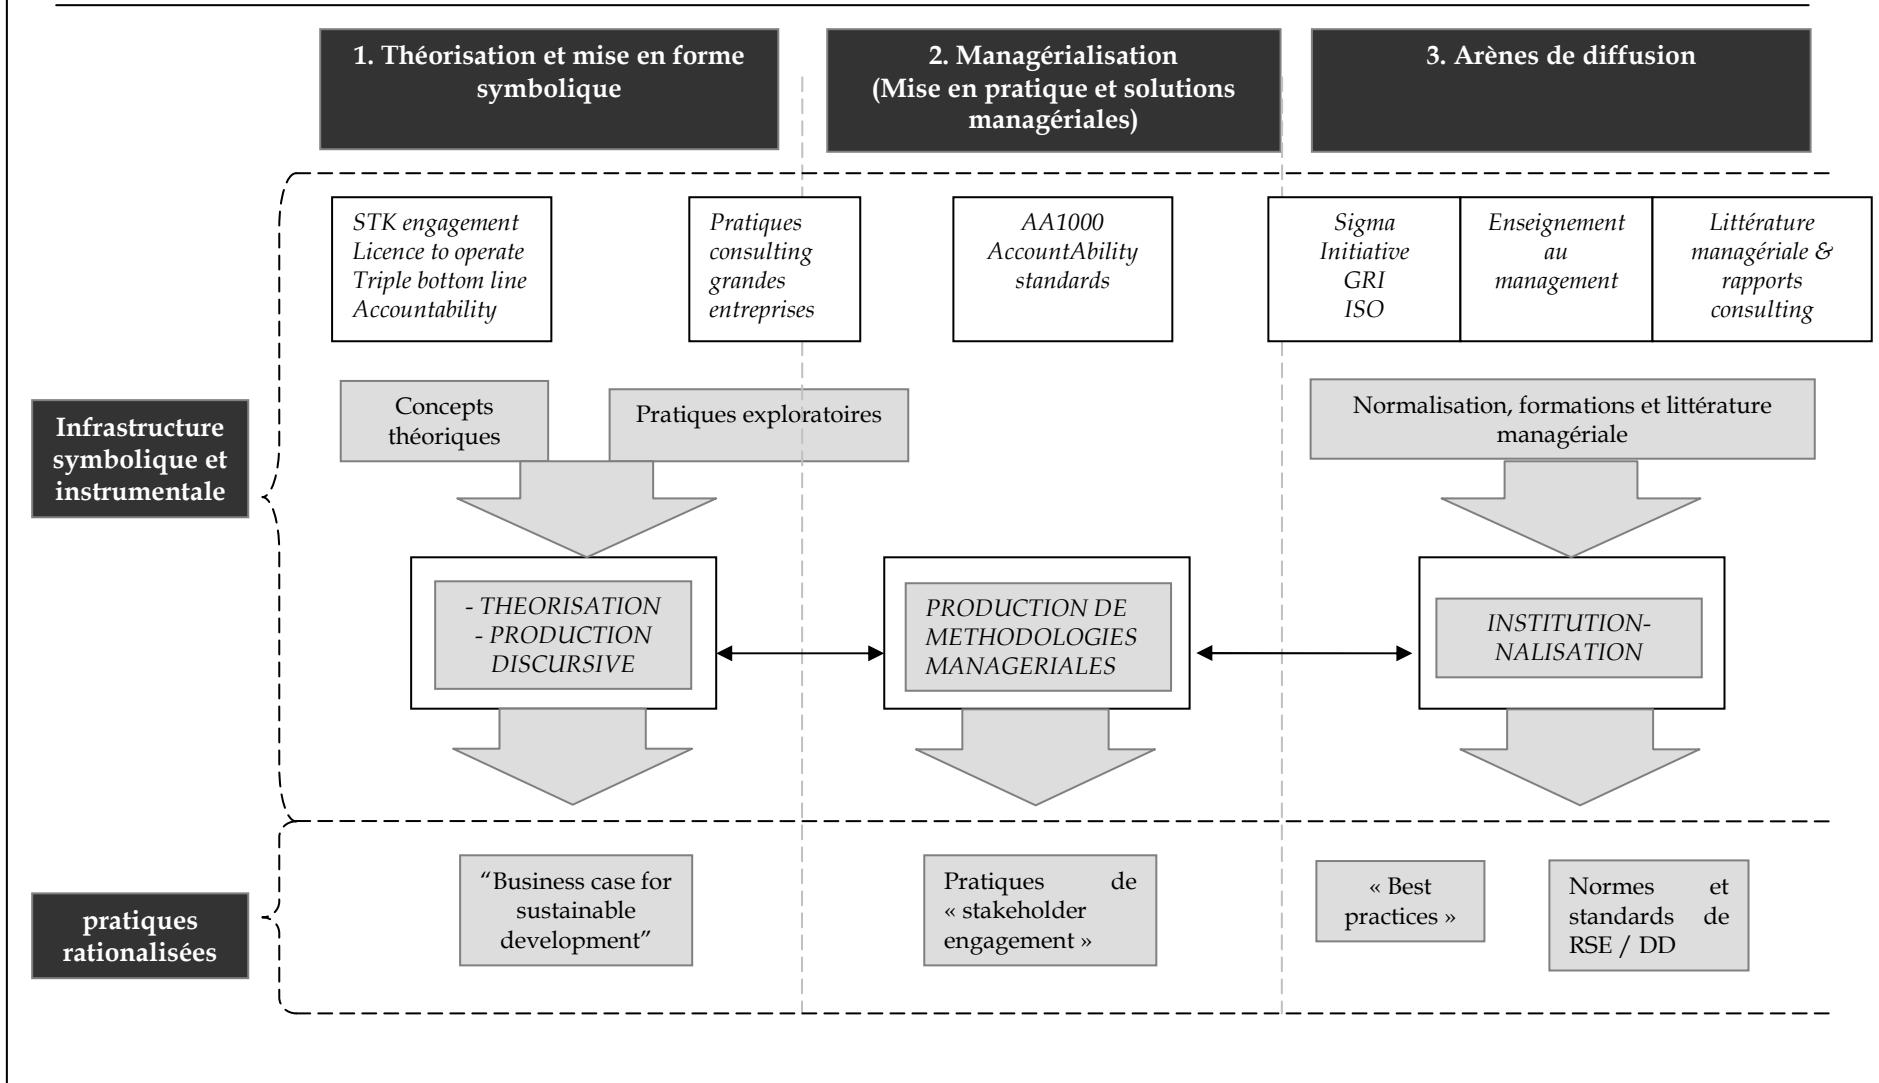 1. Théorisation et mise en forme
symbolique
2. Managérialisation
(Mise en pratique et solutions
managériales)
3. Arènes de diffusion
STK engagement
Licence to operate
Triple bottom line
Accountability
Pratiques
consulting
grandes
entreprises
AA1000
AccountAbility
standards
Sigma
Initiative
GRI
ISO
Enseignement
au
management
Littérature
managériale &
rapports
consulting
Infrastructure
symbolique et
instrumentale
Concepts
théoriques
Pratiques exploratoires
Normalisation, formations et littérature
managériale
- THEORISATION
- PRODUCTION
DISCURSIVE
PRODUCTION DE
METHODOLOGIES
MANAGERIALES
INSTITUTION-
NALISATION
pratiques
rationalisées
“Business case for
sustainable
development”
Pratiques de
« stakeholder
engagement »
« Best
practices »
Normes et
standards de
RSE / DD